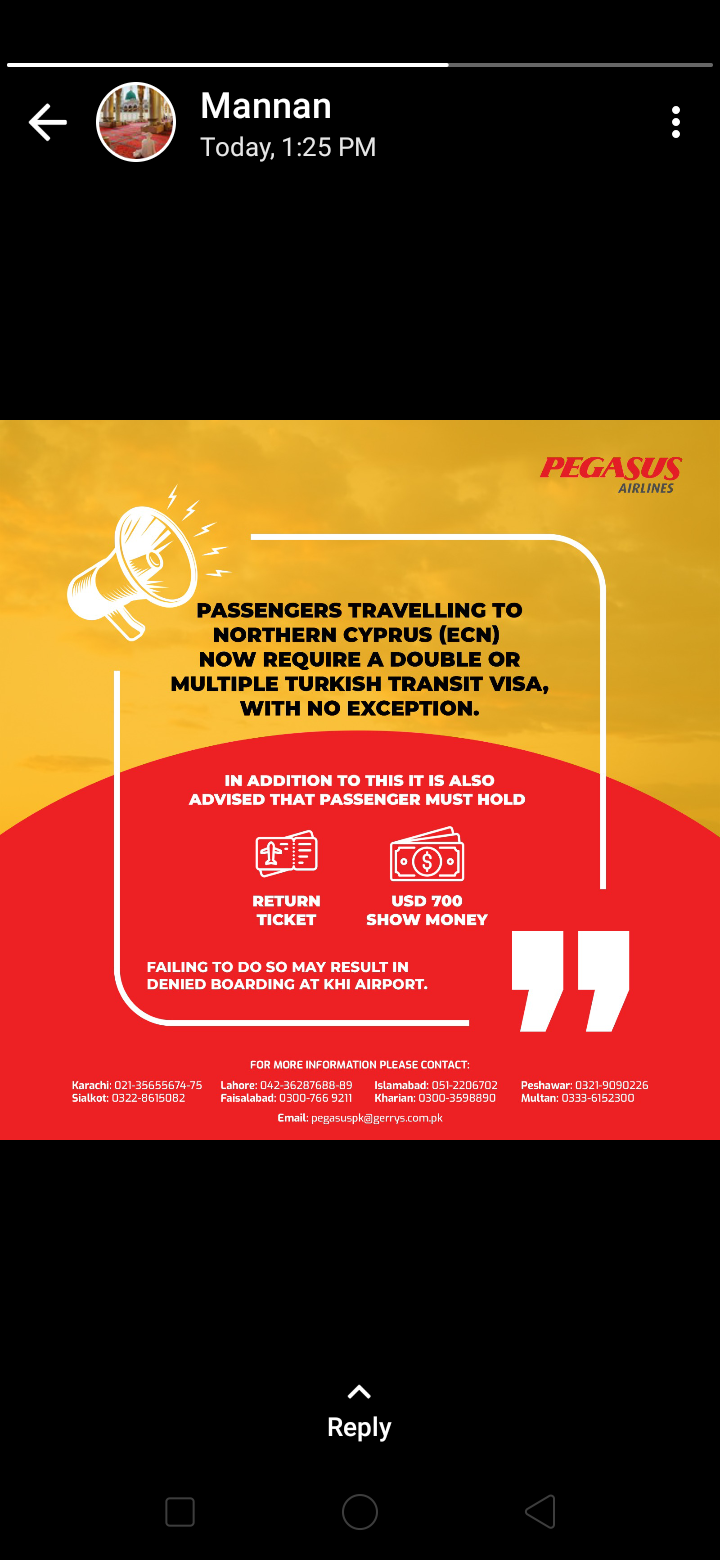 Mannan
Today, 1:25 PM
PEGASUS
AIRLINES
PASSENGERS TRAVELLING TO
NORTHERN CYPRUS (ECN)
NOW REQUIRE A DOUBLE OR
MULTIPLE TURKISH TRANSIT VISA,
WITH NO EXCEPTION.
IN ADDITION TO THIS IT IS ALSO
ADVISED THAT PASSENGER MUST HOLD
RETURN
TICKET
USD 700
SHOW MONEY
FAILING TO DO SO MAY RESULT IN
DENIED BOARDING AT KHI AIRPORT.
FOR MORE INFORMATION PLEASE CONTACT:
Karachi: 021-35655674-75 Lahore: 042-36287688-89 Islamabad: 051-2206702 Peshawar: 0321-9090226
Sialkot: 0322-8615082 Faisalabad: 0300-766 9211 Kharian: 0300-3598890 Multan: 0333-6152300
Email: pegasuspk@gerrys.com.pk
Reply